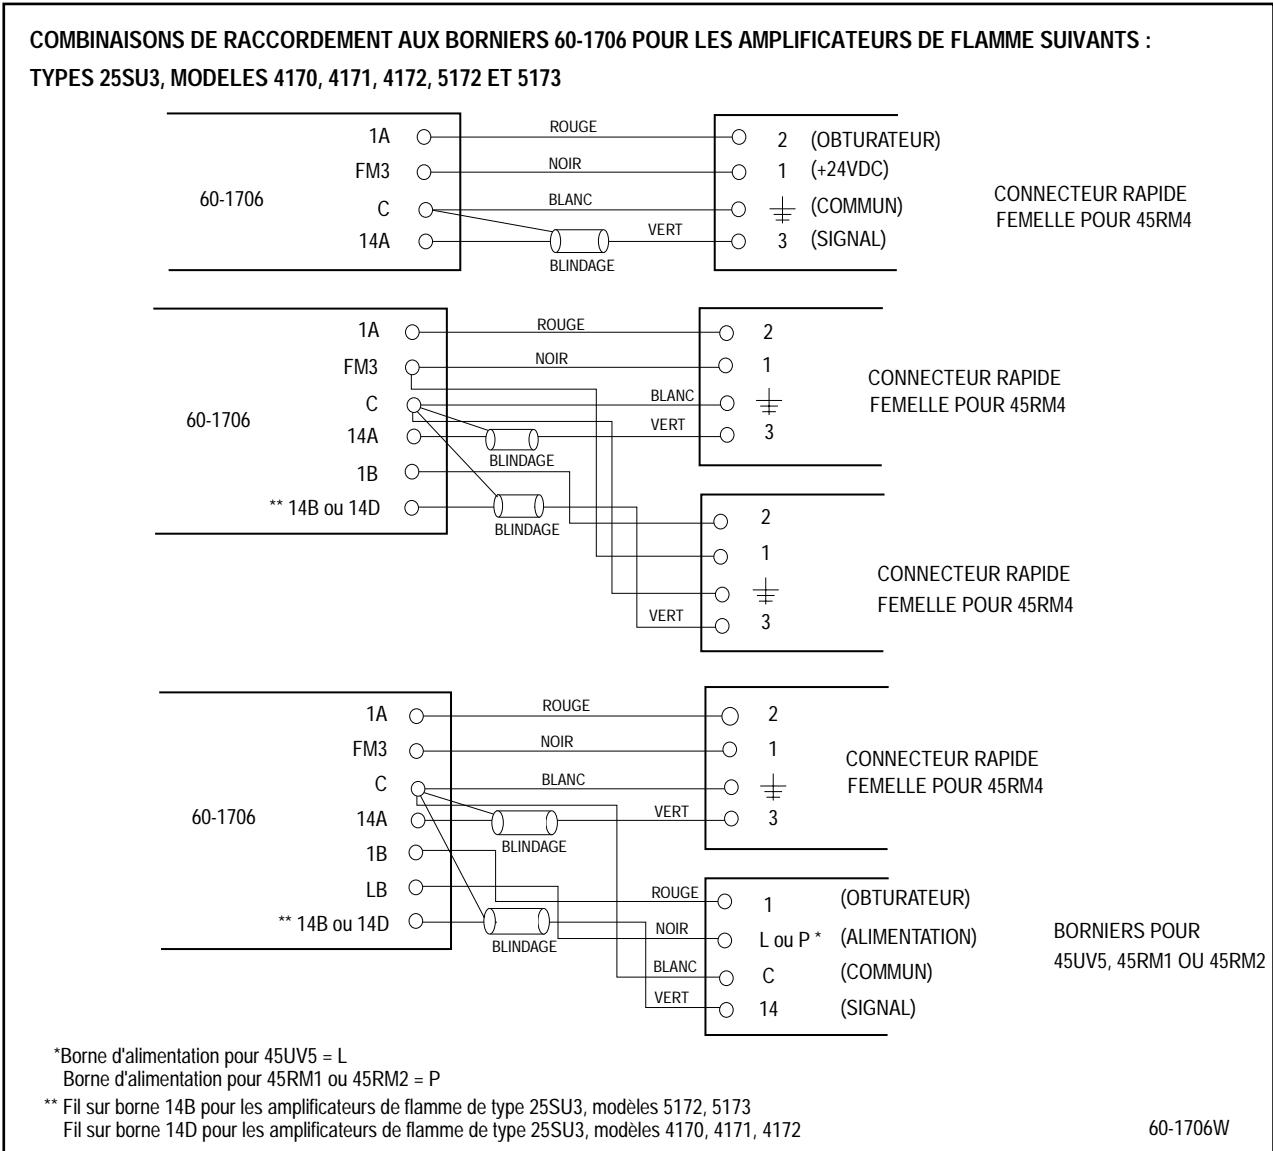 COMBINAISONS DE RACCORDEMENT AUX BORNIERS 60-1706 POUR LES AMPLIFICATEURS DE FLAMME SUIVANTS :
TYPES 25SU3, MODELES 4170, 4171, 4172, 5172 ET 5173
1A ROUGE 2 (OBTURATEUR)
FM3 NOIR 1 (+24VDC)
60-1706
C BLANC (COMMUN)
14A VERT 3 (SIGNAL)
BLINDAGE
CONNECTEUR RAPIDE
FEMELLE POUR 45RM4
1A ROUGE 2
FM3 NOIR 1
60-1706
C BLANC
14A VERT 3
BLINDAGE
1B
** 14B ou 14D
BLINDAGE
CONNECTEUR RAPIDE
FEMELLE POUR 45RM4
2
1
VERT 3
CONNECTEUR RAPIDE
FEMELLE POUR 45RM4
1A ROUGE 2
FM3 NOIR 1
C BLANC
60-1706
14A VERT 3
BLINDAGE
1B
LB
** 14B ou 14D
BLINDAGE
CONNECTEUR RAPIDE
FEMELLE POUR 45RM4
ROUGE 1 (OBTURATEUR)
NOIR L ou P * (ALIMENTATION)
BLANC C (COMMUN)
VERT 14 (SIGNAL)
BORNIERS POUR
45UV5, 45RM1 OU 45RM2
*Borne d'alimentation pour 45UV5 = L
Borne d'alimentation pour 45RM1 ou 45RM2 = P
** Fil sur borne 14B pour les amplificateurs de flamme de type 25SU3, modèles 5172, 5173
Fil sur borne 14D pour les amplificateurs de flamme de type 25SU3, modèles 4170, 4171, 4172
60-1706W